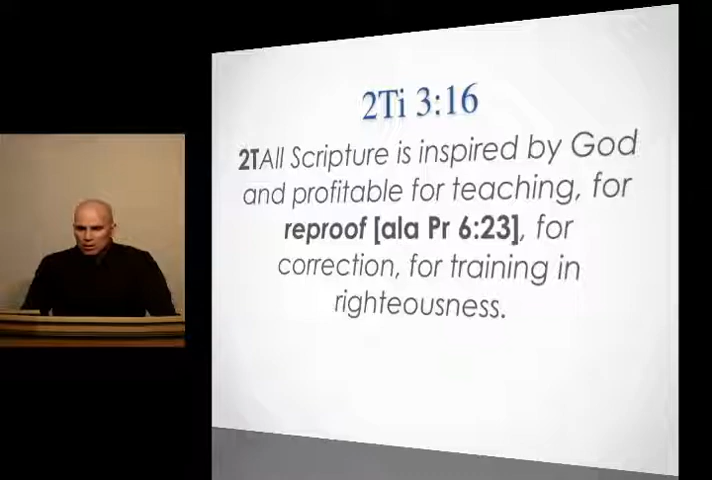 2Ti 3:16
2TAll Scripture is inspired by God
and profitable for teaching, for
reproof [ala Pr 6:23], for
correction, for training in
righteousness.